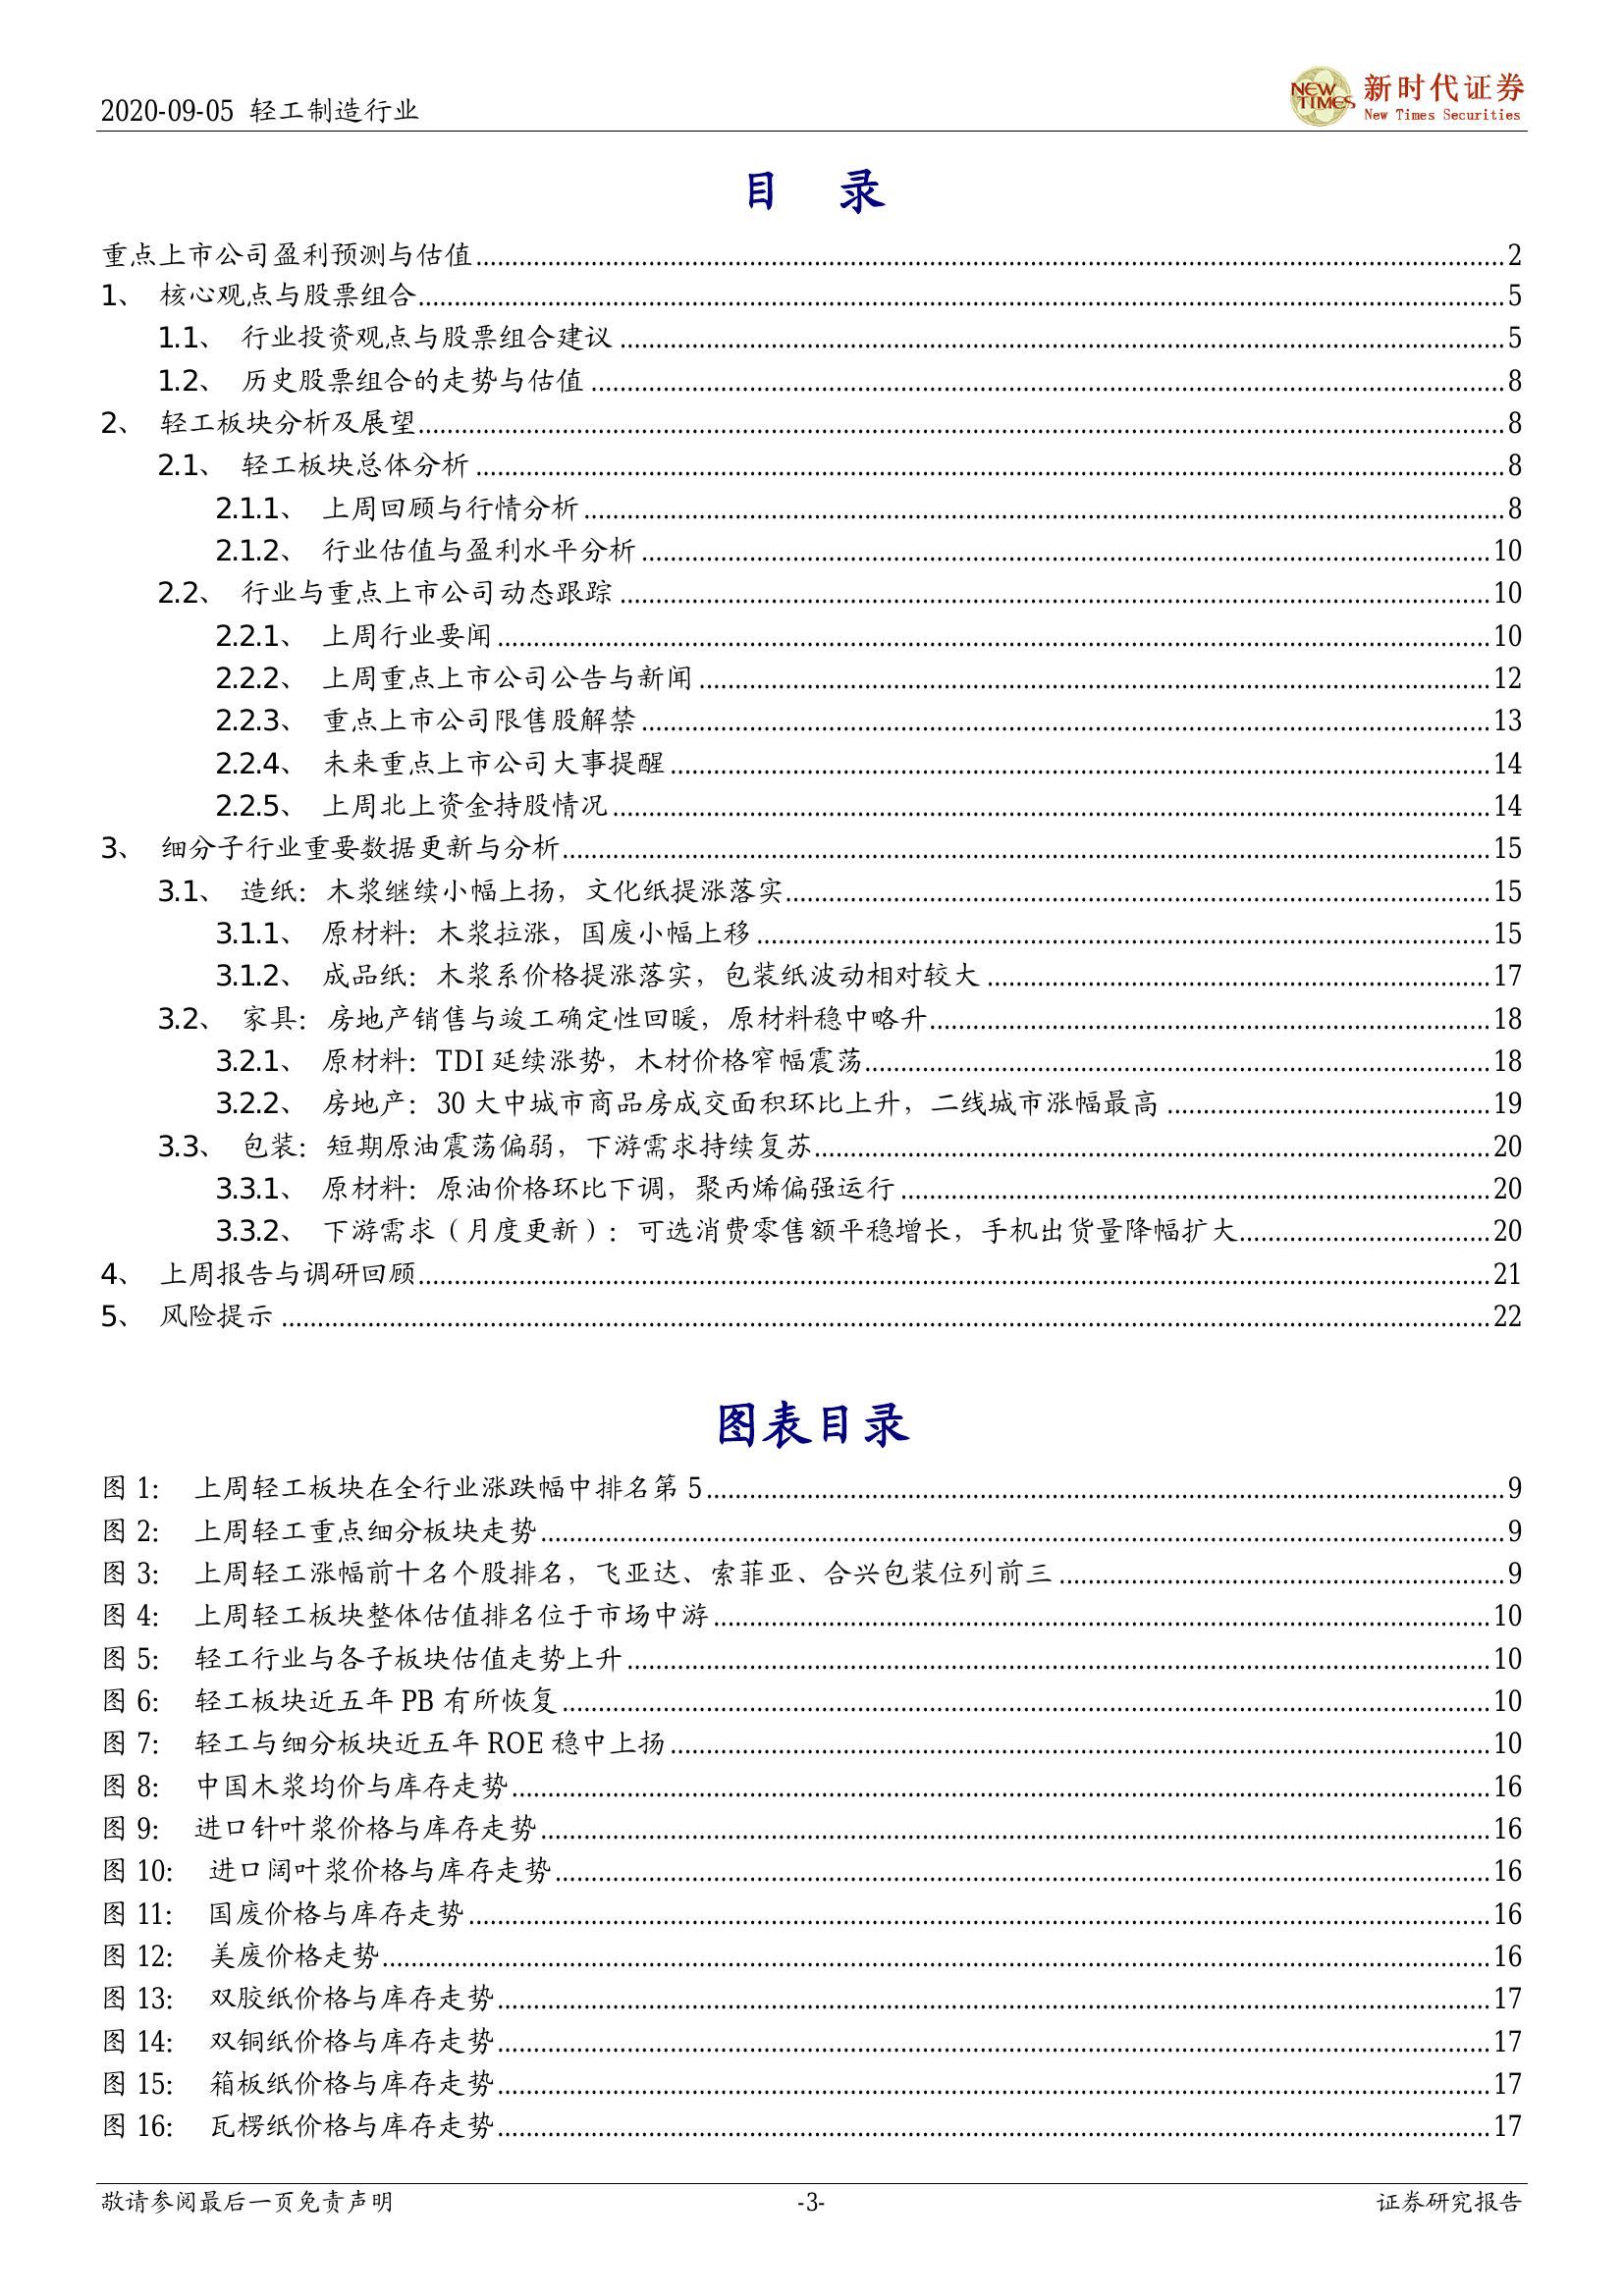 2020-09-05 轻工制造行业
NEW TIMES
新时代证券
New Times Securities
目 录
重点上市公司盈利预测与估值 2
1、 核心观点与股票组合 5
1.1、 行业投资观点与股票组合建议 5
1.2、 历史股票组合的走势与估值 8
2、 轻工板块分析及展望 8
2.1、 轻工板块总体分析 8
2.1.1、 上周回顾与行情分析 8
2.1.2、 行业估值与盈利水平分析 10
2.2、 行业与重点上市公司动态跟踪 10
2.2.1、 上周行业要闻 10
2.2.2、 上周重点上市公司公告与新闻 12
2.2.3、 重点上市公司限售股解禁 13
2.2.4、 未来重点上市公司大事提醒 14
2.2.5、 上周北上资金持股情况 14
3、 细分子行业重要数据更新与分析 15
3.1、 造纸：木浆继续小幅上扬，文化纸提涨落实 15
3.1.1、 原材料：木浆拉涨，国废小幅上移 15
3.1.2、 成品纸：木浆系价格提涨落实，包装纸波动相对较大 17
3.2、 家具：房地产销售与竣工确定性回暖，原材料稳中略升 18
3.2.1、 原材料：TDI 延续涨势，木材价格窄幅震荡 18
3.2.2、 房地产：30 大中城市商品房成交面积环比上升，二线城市涨幅最高 19
3.3、 包装：短期原油震荡偏弱，下游需求持续复苏 20
3.3.1、 原材料：原油价格环比下调，聚丙烯偏强运行 20
3.3.2、 下游需求（月度更新）：可选消费零售额平稳增长，手机出货量降幅扩大 20
4、 上周报告与调研回顾 21
5、 风险提示 22
图表目录
图 1: 上周轻工板块在全行业涨跌幅中排名第 5 9
图 2: 上周轻工重点细分板块走势 9
图 3: 上周轻工涨幅前十名个股排名，飞亚达、索菲亚、合兴包装位列前三 9
图 4: 上周轻工板块整体估值排名位于市场中游 10
图 5: 轻工行业与各子板块估值走势上升 10
图 6: 轻工板块近五年 PB 有所恢复 10
图 7: 轻工与细分板块近五年 ROE 稳中上扬 10
图 8: 中国木浆均价与库存走势 16
图 9: 进口针叶浆价格与库存走势 16
图 10: 进口阔叶浆价格与库存走势 16
图 11: 国废价格与库存走势 16
图 12: 美废价格走势 16
图 13: 双胶纸价格与库存走势 17
图 14: 双铜纸价格与库存走势 17
图 15: 箱板纸价格与库存走势 17
图 16: 瓦楞纸价格与库存走势 17
敬请参阅最后一页免责声明
-3-
证券研究报告